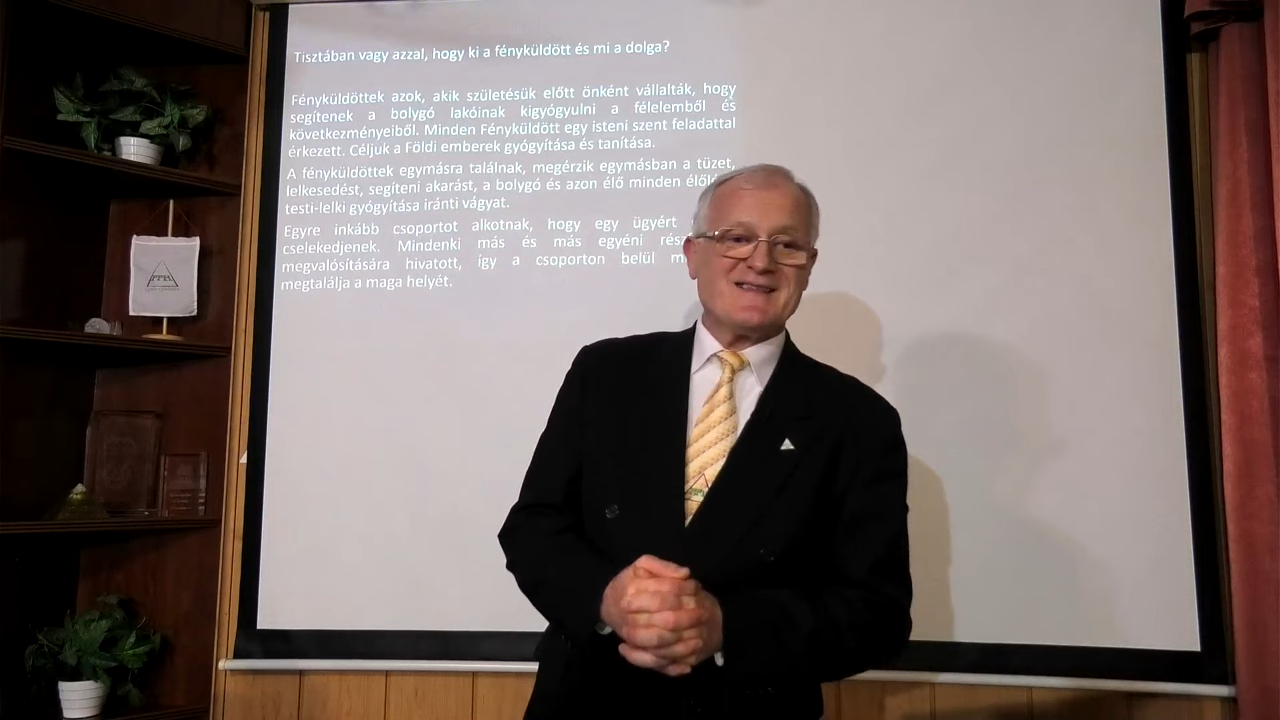 Tisztában vagy azzal, hogy ki a fényküldött és mi a dolga?
Fényküldöttek azok, akik születésük előtt önként vállalták, hogy
segítenek a bolygó lakóinak kigyógyulni a félelemből és
következményeiből. Minden Fényküldött egy isteni szent feladattal
érkezett. Céljuk a Földi emberek gyógyítása és tanítása.
A fényküldöttek egymásra találnak, megérzik egymásban a tüzet,
lelkesedést, segíteni akarást, a bolygó és azon élő minden
testi-lelki gyógyítása iránti vágyat.
Egyre inkább csoportot alkotnak, hogy egy ügyért
cselekedjenek. Mindenki más és más egyéni
megvalósítására hivatott, így a csoporton belül
megtalálja a maga helyét.